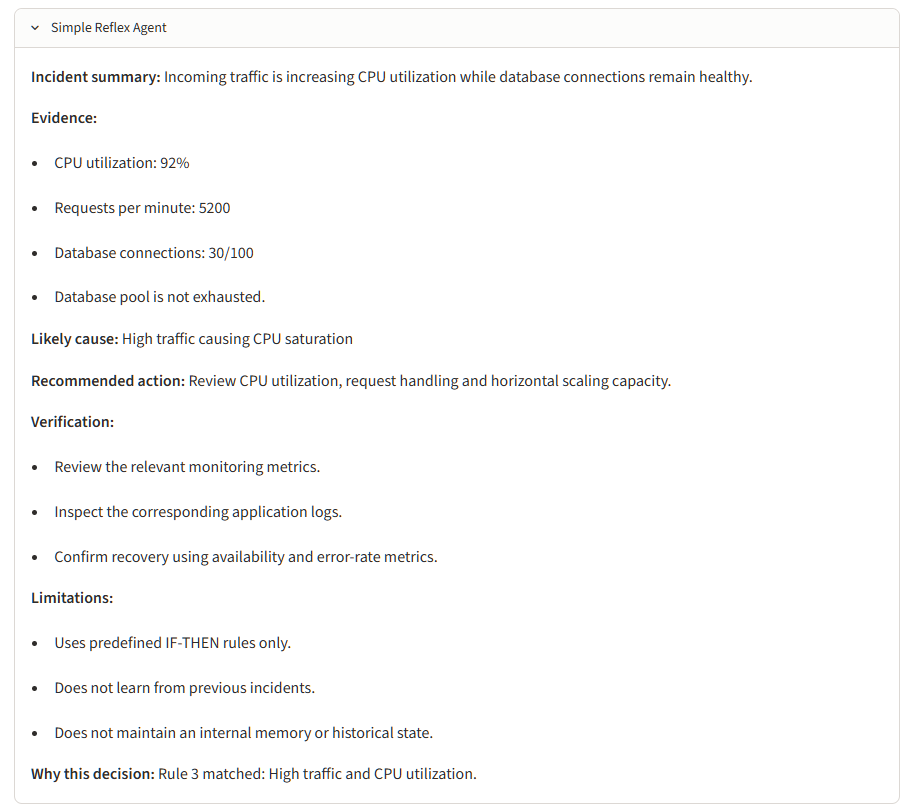 Simple Reflex Agent
Incident summary: Incoming traffic is increasing CPU utilization while database connections remain healthy.
Evidence:
• CPU utilization: 92%
• Requests per minute: 5200
• Database connections: 30/100
• Database pool is not exhausted.
Likely cause: High traffic causing CPU saturation
Recommended action: Review CPU utilization, request handling and horizontal scaling capacity.
Verification:
• Review the relevant monitoring metrics.
• Inspect the corresponding application logs.
• Confirm recovery using availability and error-rate metrics.
Limitations:
• Uses predefined IF-THEN rules only.
• Does not learn from previous incidents.
• Does not maintain an internal memory or historical state.
Why this decision: Rule 3 matched: High traffic and CPU utilization.